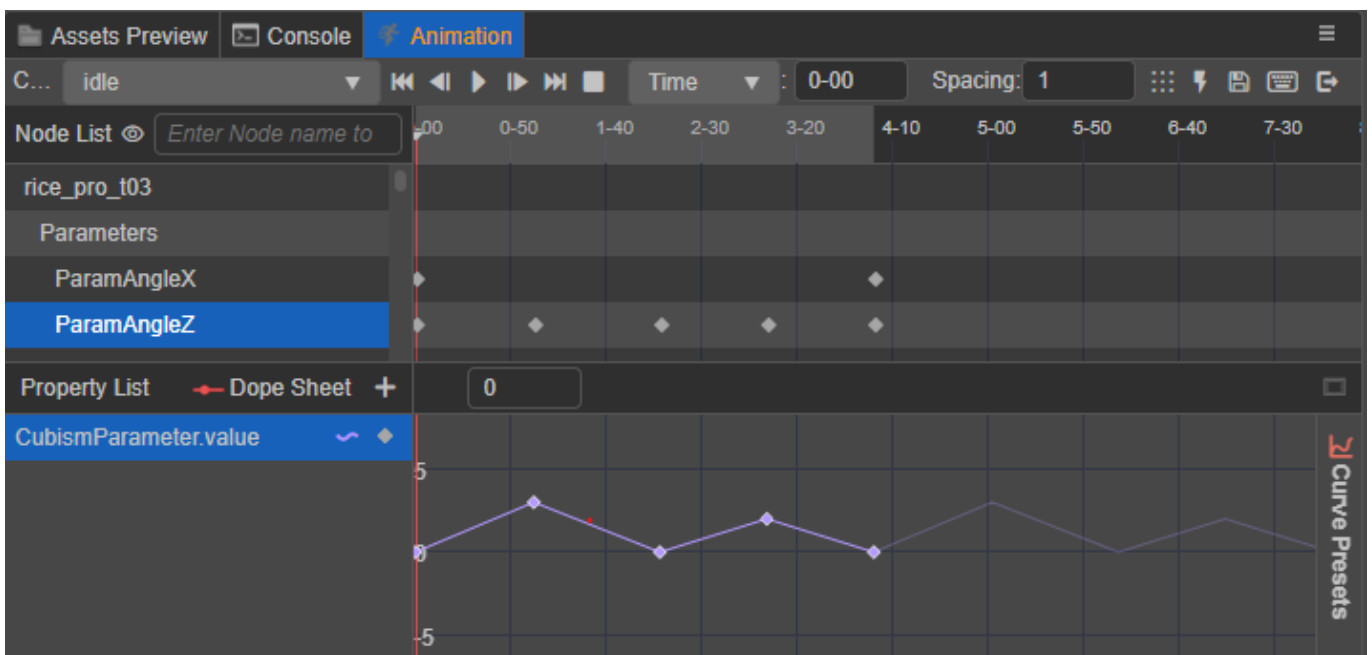 Assets Preview Console Animation
C... idle Time : 0-00 Spacing: 1
Node List Enter Node name to -00 0-50 1-40 2-30 3-20 4-10 5-00 5-50 6-40 7-30
rice_pro_t03
Parameters
ParamAngleX
ParamAngleZ
Property List Dope Sheet + 0
CubismParameter.value
5
0
-5
Curve Presets